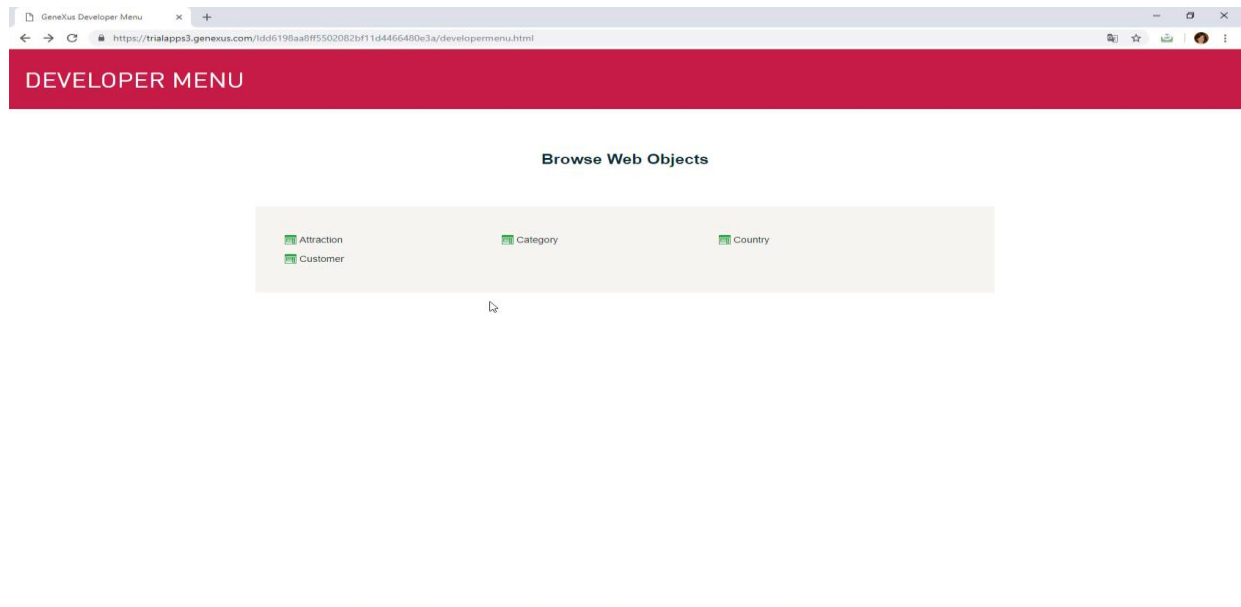 GeneXus Developer Menu
https://trialapps3.genexus.com/Idd6198aa8ff5502082bf11d4466480e3a/developermenu.html
DEVELOPER MENU
Browse Web Objects
Attraction Category Country
Customer